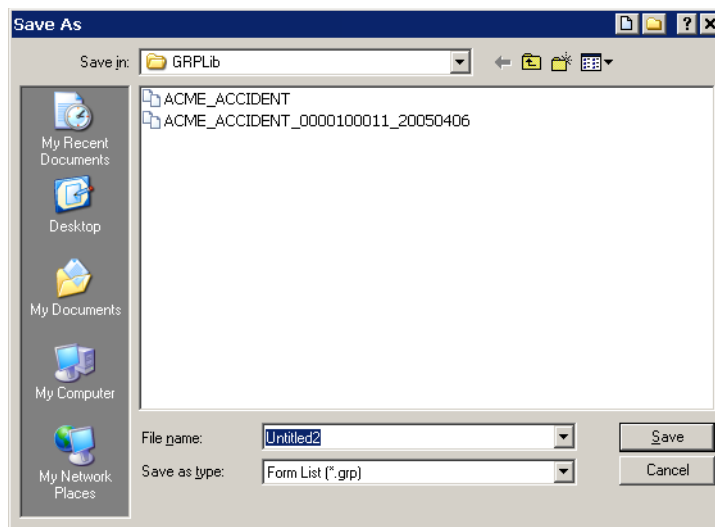 Save As
Save in:
GRPLib
ACME_ACCIDENT
ACME_ACCIDENT_0000100011_20050406
My Recent
Documents
Desktop
My Documents
My Computer
My Network
Places
File name:
Untitled2
Save
Save as type:
Form List (*.grp)
Cancel